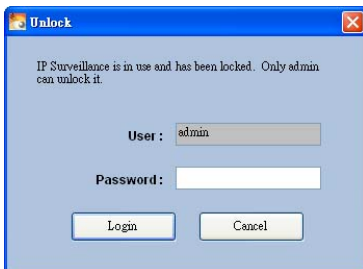 Unlock
IP Surveillance is in use and has been locked. Only admin
can unlock it.
User :
admin
Password :
Login
Cancel